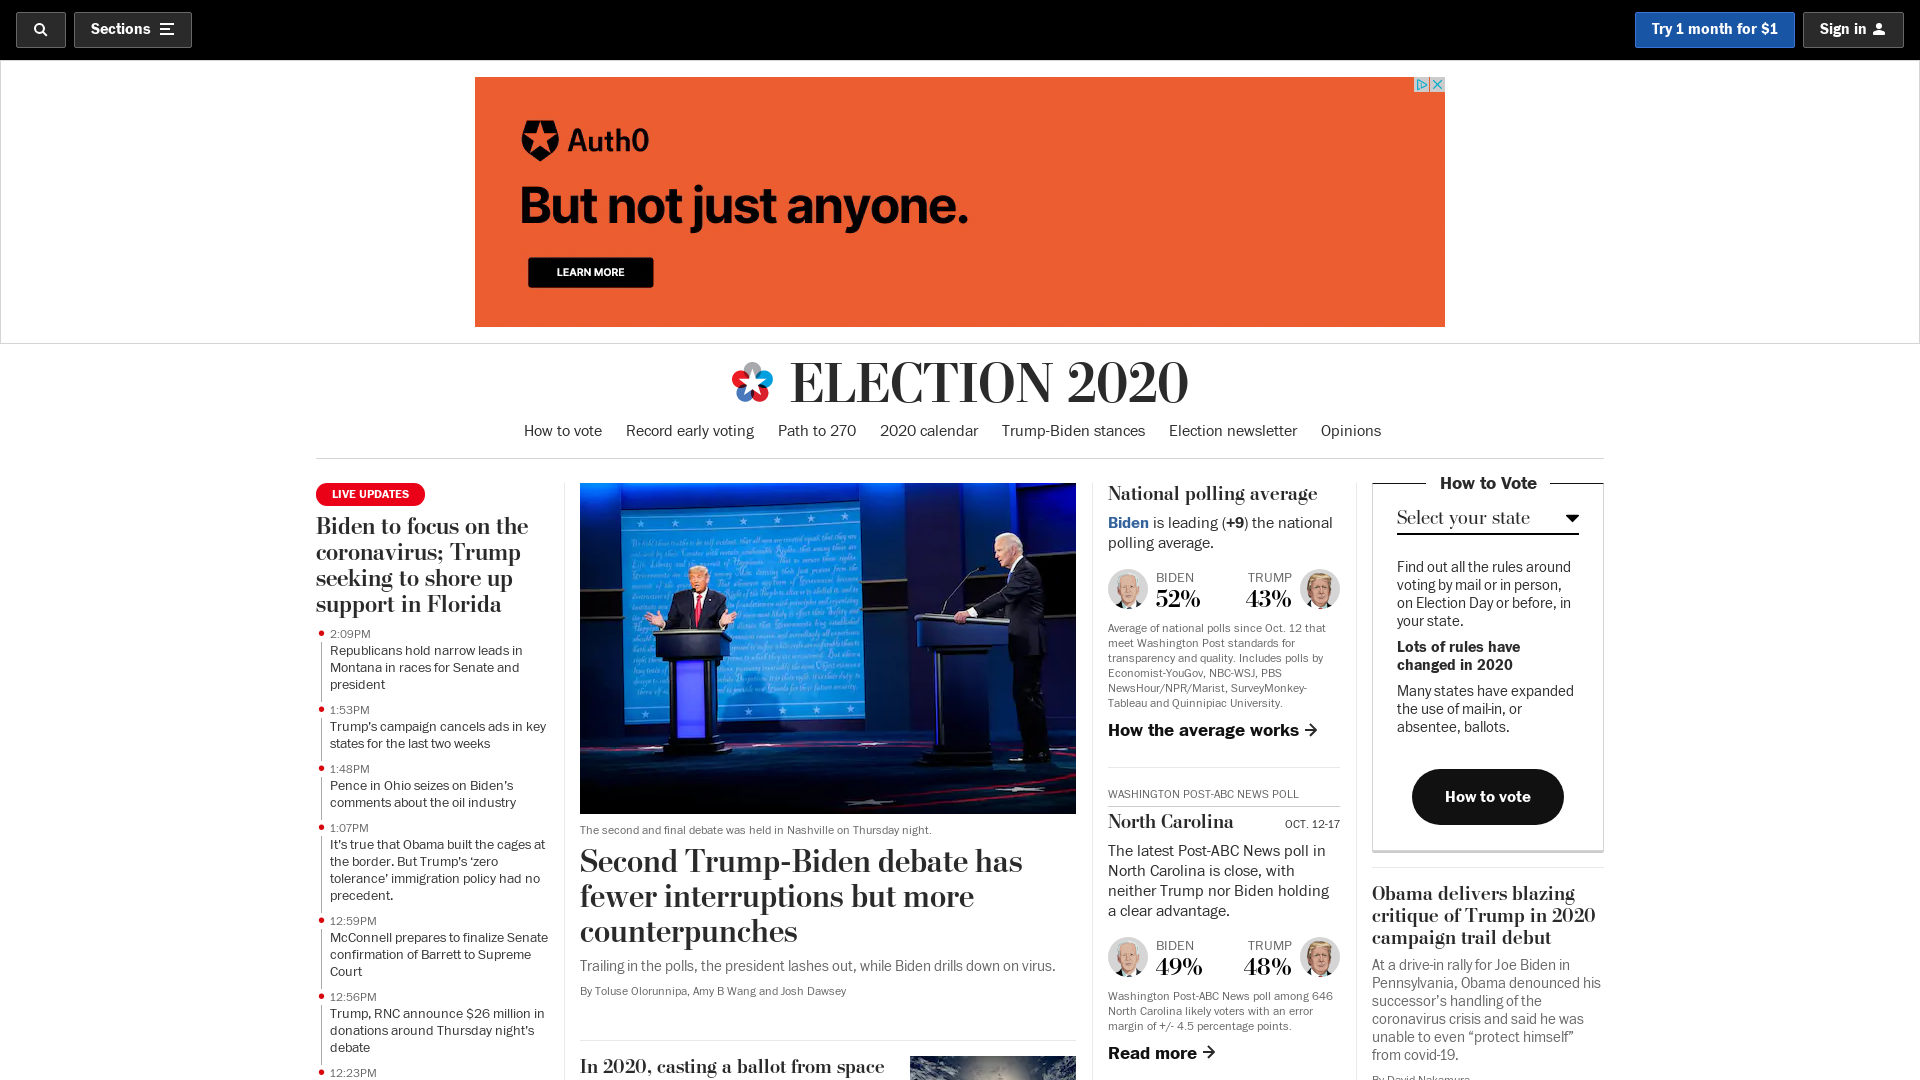 Sections
Try 1 month for $1
Sign in
Auth0
But not just anyone.
LEARN MORE
ELECTION 2020
How to vote
Record early voting
Path to 270
2020 calendar
Trump-Biden stances
Election newsletter
Opinions
LIVE UPDATES
Biden to focus on the
coronavirus; Trump
seeking to shore up
support in Florida
2:09PM
Republicans hold narrow leads in
Montana in races for Senate and
president
1:53PM
Trump’s campaign cancels ads in key
states for the last two weeks
1:48PM
Pence in Ohio seizes on Biden’s
comments about the oil industry
1:07PM
It’s true that Obama built the cages at
the border. But Trump’s ‘zero
tolerance’ immigration policy had no
precedent.
12:59PM
McConnell prepares to finalize Senate
confirmation of Barrett to Supreme
Court
12:56PM
Trump, RNC announce $26 million in
donations around Thursday night’s
debate
12:23PM
The second and final debate was held in Nashville on Thursday night.
Second Trump-Biden debate has
fewer interruptions but more
counterpunches
Trailing in the polls, the president lashes out, while Biden drills down on virus.
By Toluse Olorunnipa, Amy B Wang and Josh Dawsey
In 2020, casting a ballot from space
National polling average
Biden is leading (+9) the national
polling average.
BIDEN
52%
TRUMP
43%
Average of national polls since Oct. 12 that
meet Washington Post standards for
transparency and quality. Includes polls by
Economist-YouGov, NBC-WSJ, PBS
NewsHour/NPR/Marist, SurveyMonkey-
Tableau and Quinnipiac University.
How the average works
WASHINGTON POST-ABC NEWS POLL
North Carolina
OCT. 12-17
The latest Post-ABC News poll in
North Carolina is close, with
neither Trump nor Biden holding
a clear advantage.
BIDEN
49%
TRUMP
48%
Washington Post-ABC News poll among 646
North Carolina likely voters with an error
margin of +/- 4.5 percentage points.
Read more
How to Vote
Select your state
Find out all the rules around
voting by mail or in person,
on Election Day or before, in
your state.
Lots of rules have
changed in 2020
Many states have expanded
the use of mail-in, or
absentee, ballots.
How to vote
Obama delivers blazing
critique of Trump in 2020
campaign trail debut
At a drive-in rally for Joe Biden in
Pennsylvania, Obama denounced his
successor’s handling of the
coronavirus crisis and said he was
unable to even “protect himself”
from covid-19.
By David Nakamura